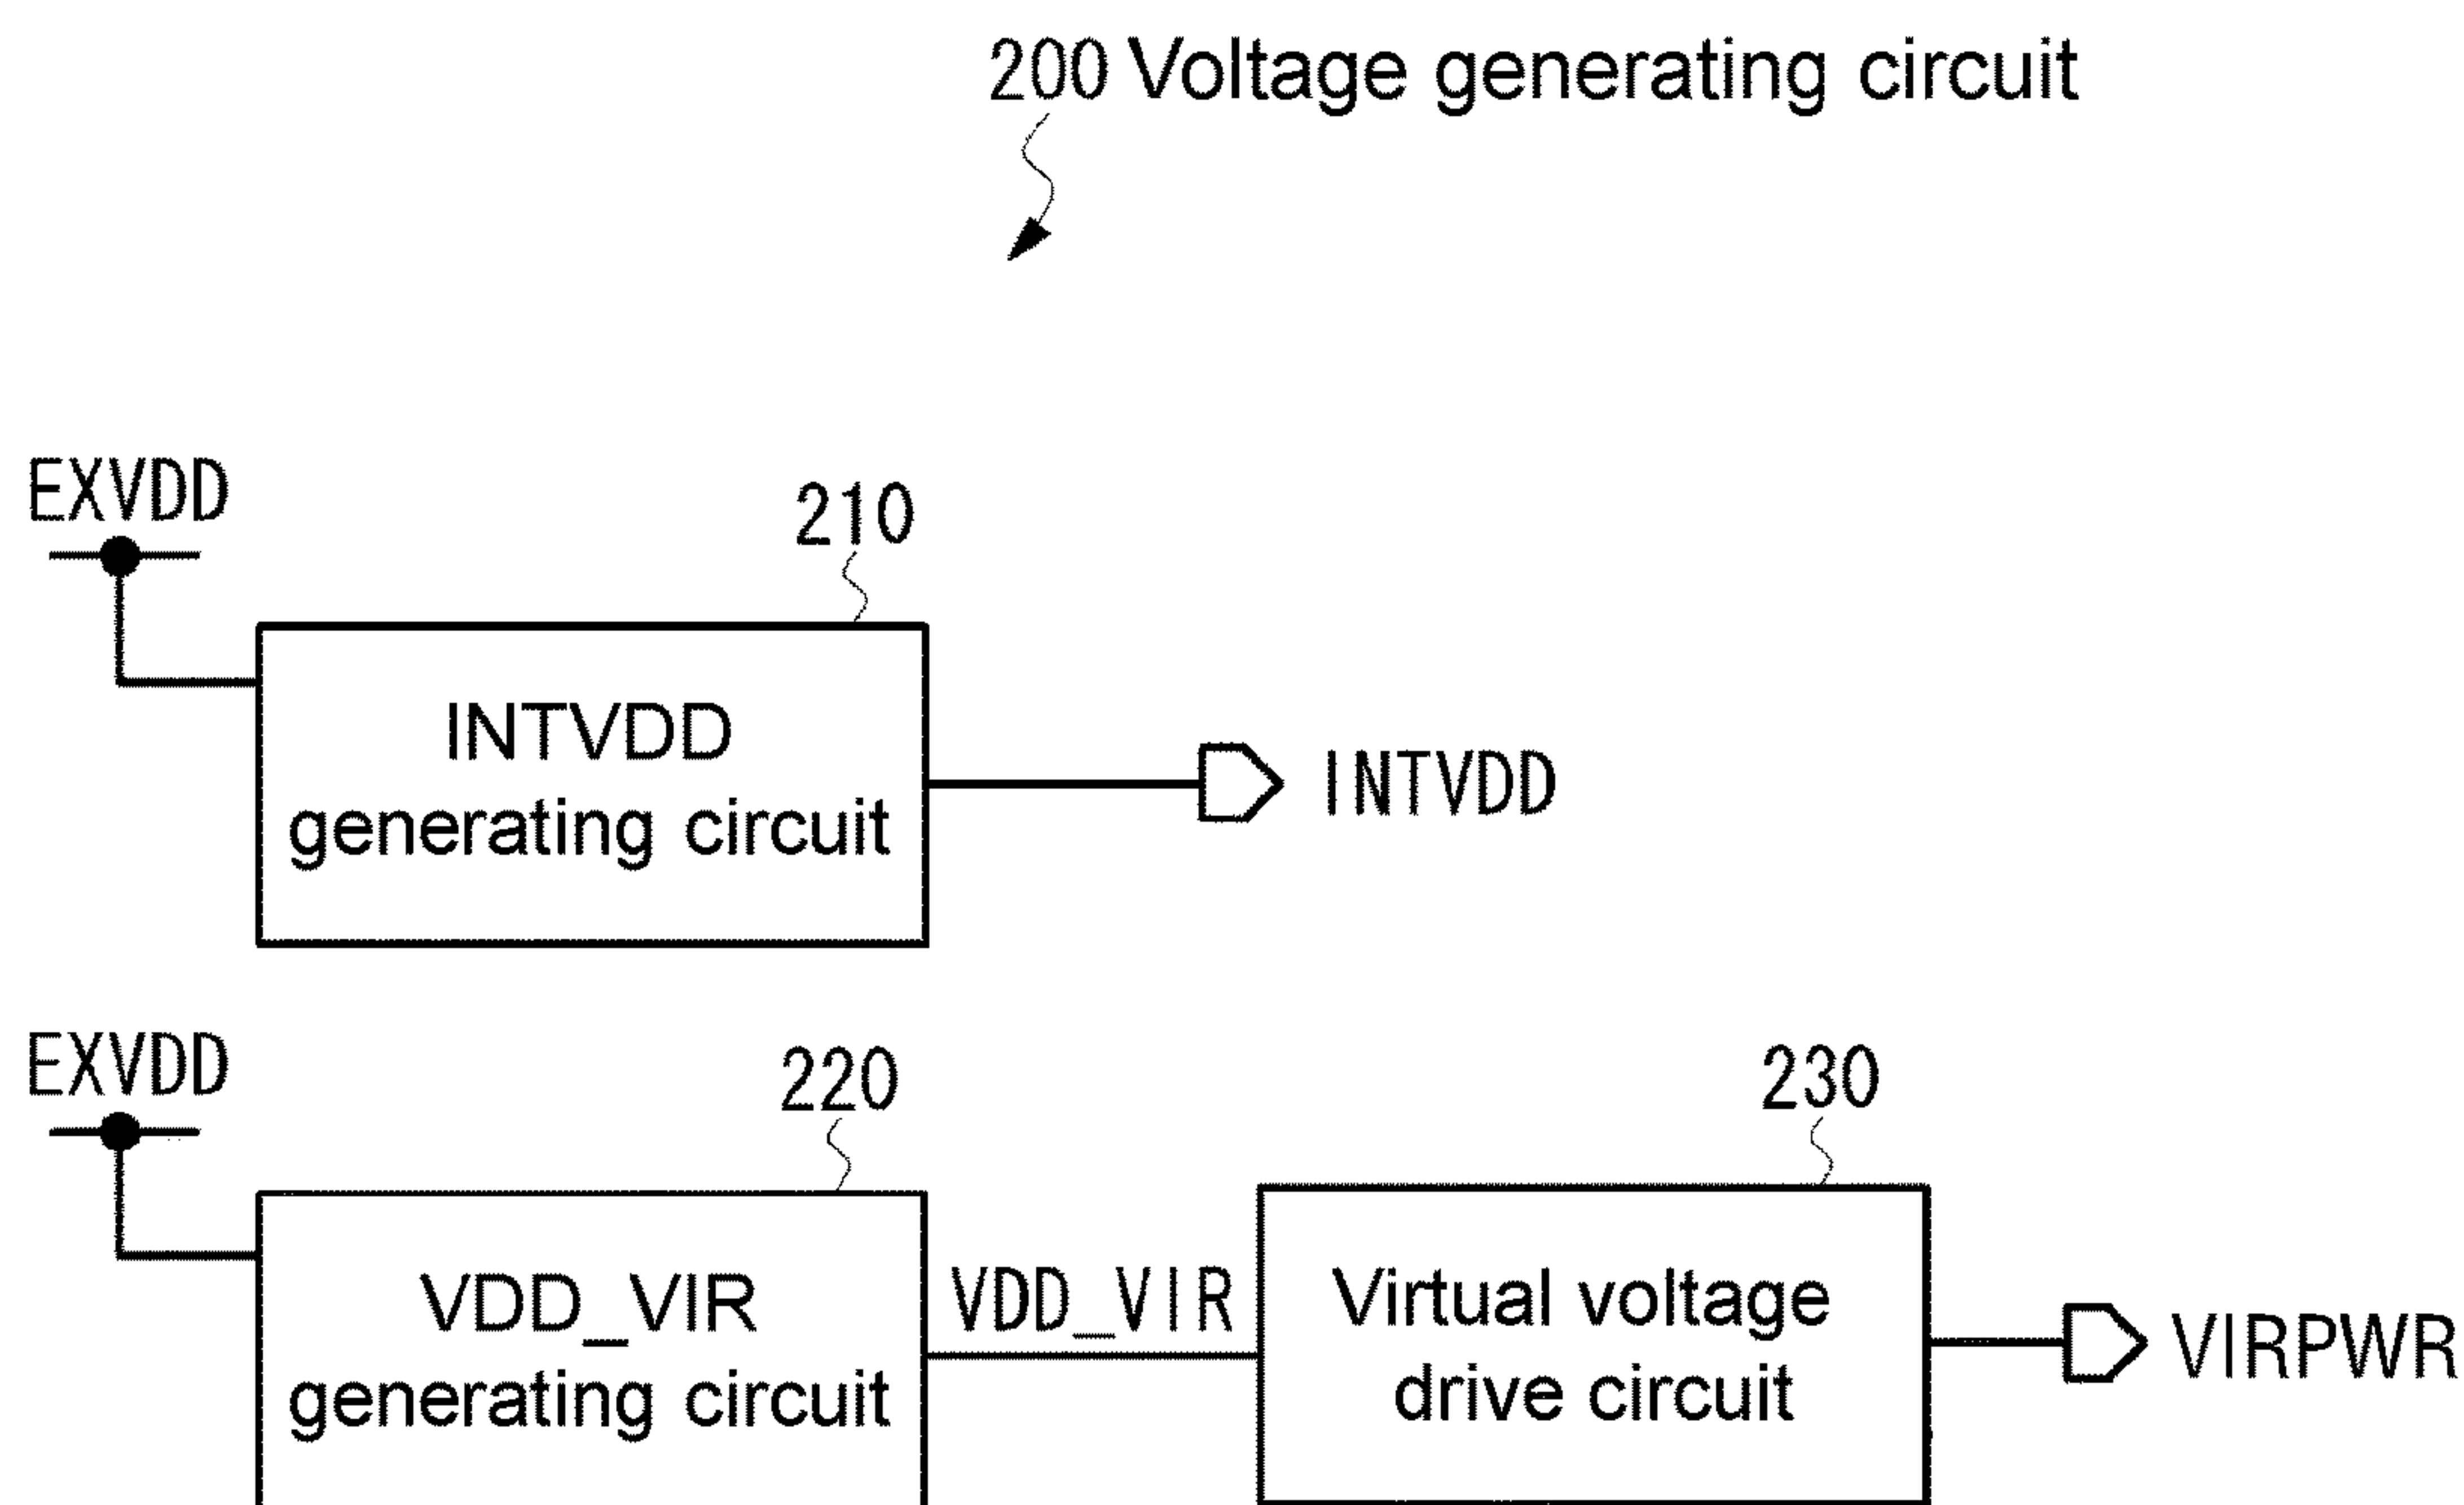 200 Voltage generating circuit
EXVDD
210
INTVDD
generating circuit
INTVDD
EXVDD
220
230
VDD_VIR
generating circuit
VDD_VIR
Virtual voltage
drive circuit
VIRPWR